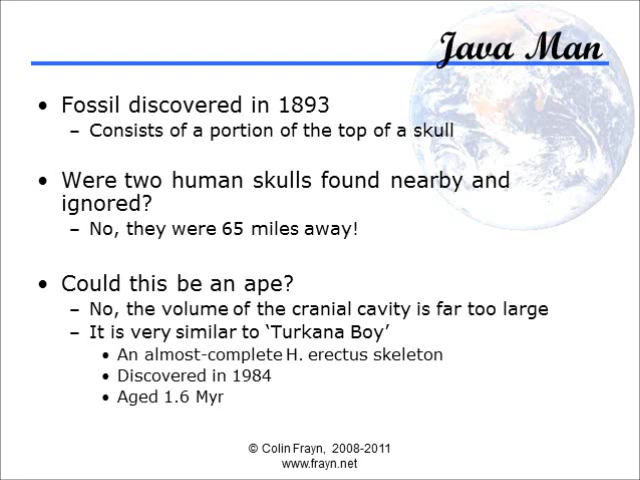 Java Man
• Fossil discovered in 1893
– Consists of a portion of the top of a skull
• Were two human skulls found nearby and
ignored?
– No, they were 65 miles away!
• Could this be an ape?
– No, the volume of the cranial cavity is far too large
– It is very similar to ‘Turkana Boy’
• An almost-complete H. erectus skeleton
• Discovered in 1984
• Aged 1.6 Myr
© Colin Frayn, 2008-2011
www.frayn.net